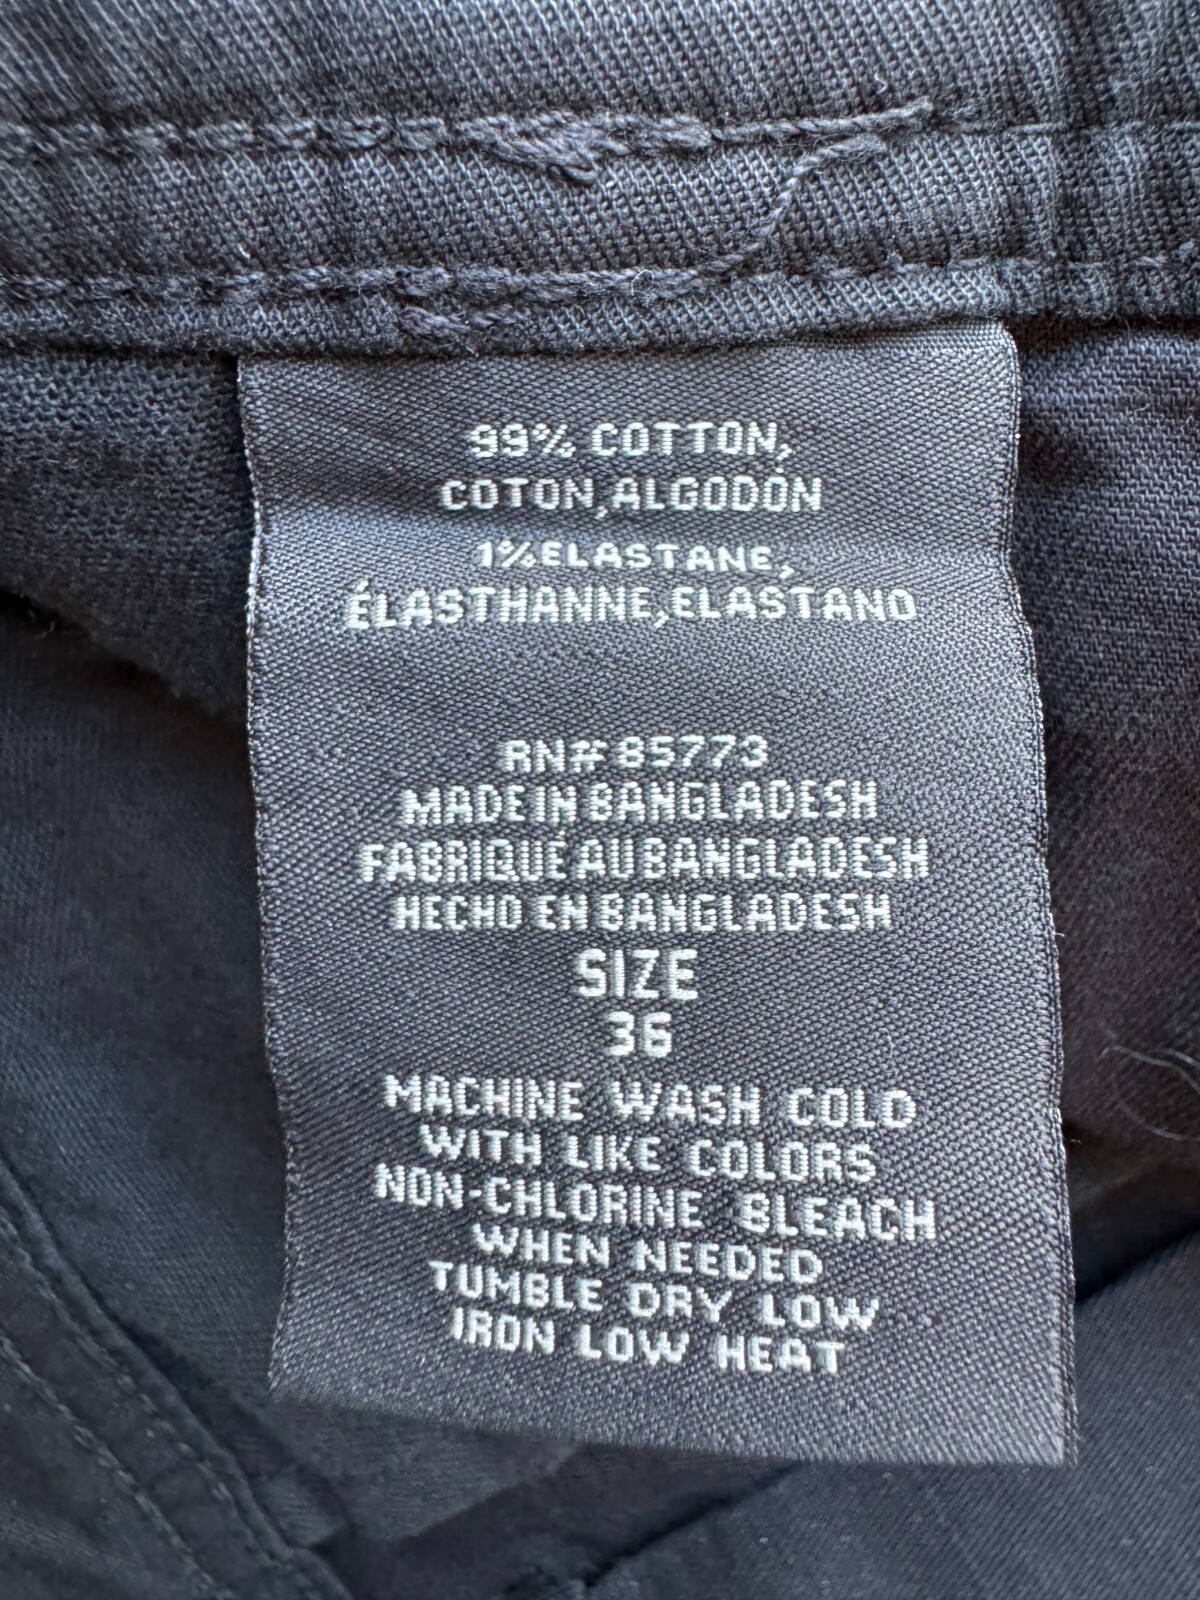 99% COTTON,
COTON,ALGODÓN
1%ELASTANE,
ÉLASTHANNE,ELASTANO
RN# 85773
MADE IN BANGLADESH
FABRIQUÉ AU BANGLADESH
HECHO EN BANGLADESH
SIZE
36
MACHINE WASH COLD
WITH LIKE COLORS
NON-CHLORINE BLEACH
WHEN NEEDED
TUMBLE DRY LOW
IRON LOW HEAT